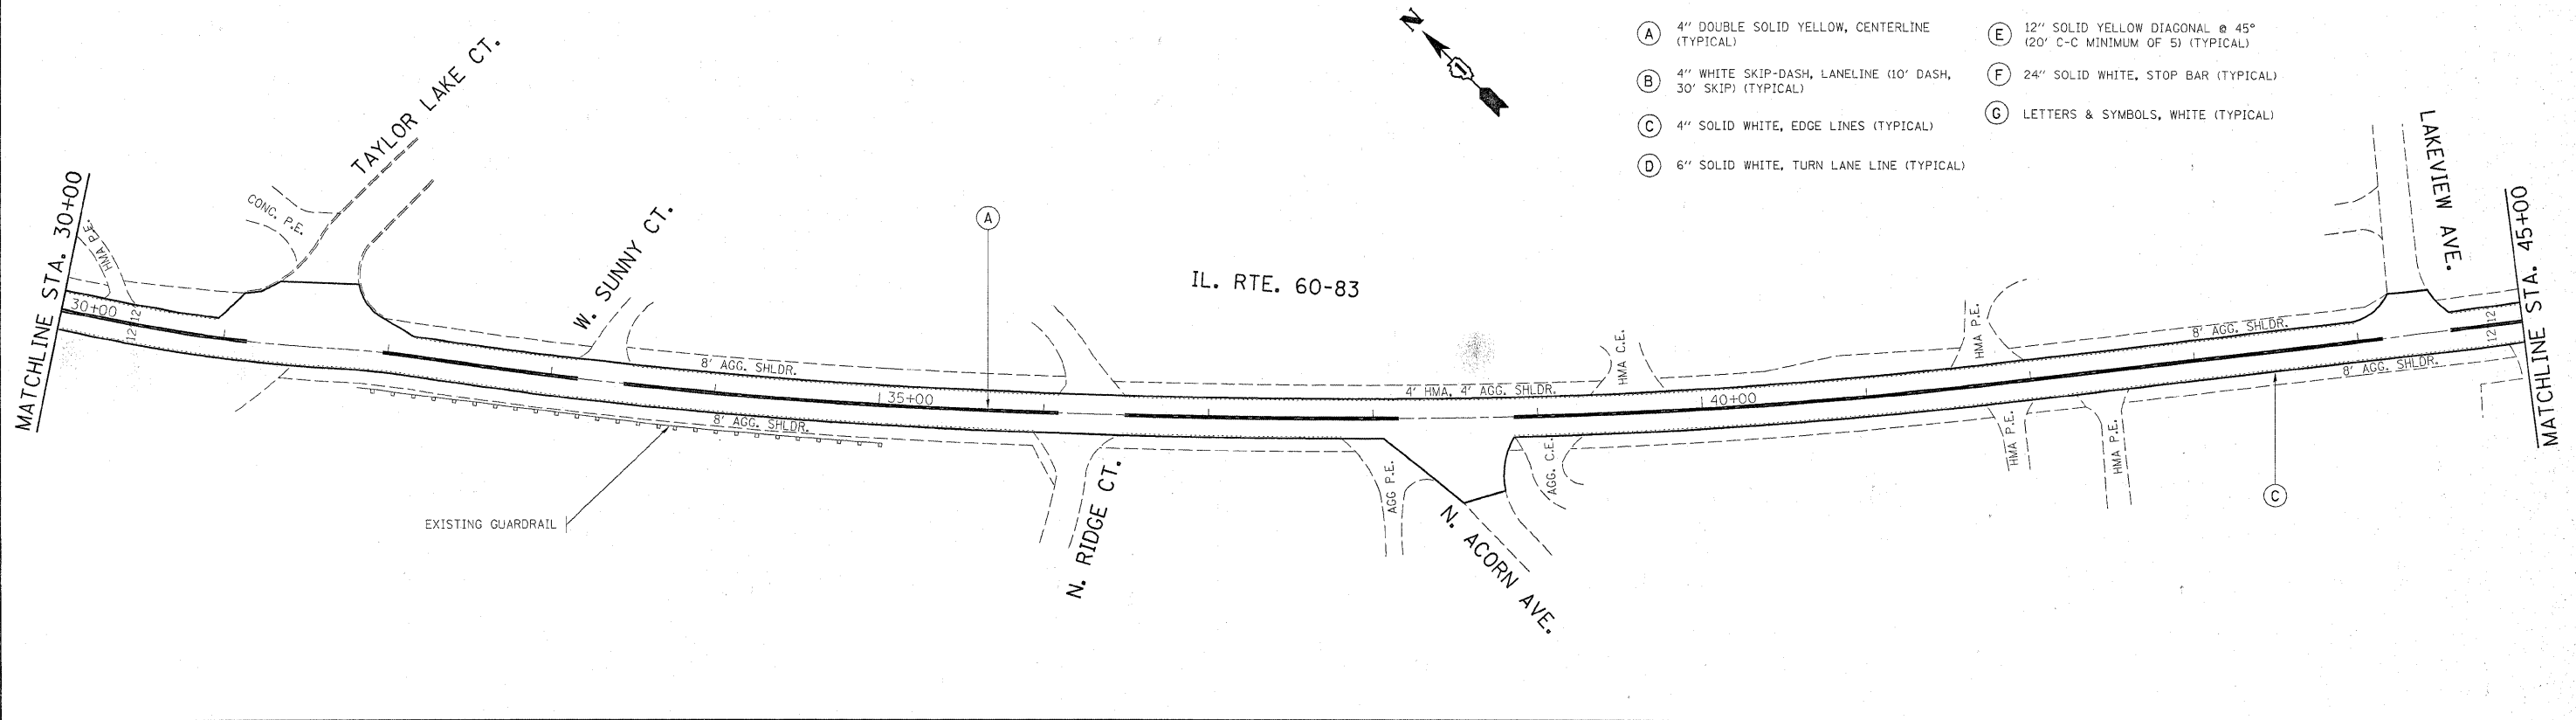 N
A
4" DOUBLE SOLID YELLOW, CENTERLINE
(TYPICAL)
B
4" WHITE SKIP-DASH, LANELINE (10' DASH,
30' SKIP) (TYPICAL)
C
4" SOLID WHITE, EDGE LINES (TYPICAL)
D
6" SOLID WHITE, TURN LANE LINE (TYPICAL)
E
12" SOLID YELLOW DIAGONAL @ 45°
(20' C-C MINIMUM OF 5) (TYPICAL)
F
24" SOLID WHITE, STOP BAR (TYPICAL)
G
LETTERS & SYMBOLS, WHITE (TYPICAL)
MATCHLINE STA. 30+00
HMA P.E.
30+00
12'
12'
CONC. P.E.
TAYLOR LAKE CT.
W. SUNNY CT.
A
IL. RTE. 60-83
8' AGG. SHLDR.
35+00
8' AGG. SHLDR.
EXISTING GUARDRAIL
N. RIDGE CT.
4' HMA, 4' AGG. SHLDR.
AGG P.E.
N. ACORN AVE.
AGG. C.E.
HMA C.E.
40+00
HMA P.E.
HMA P.E.
HMA P.E.
8' AGG. SHLDR.
8' AGG. SHLDR.
C
LAKEVIEW AVE.
12'
12'
MATCHLINE STA. 45+00